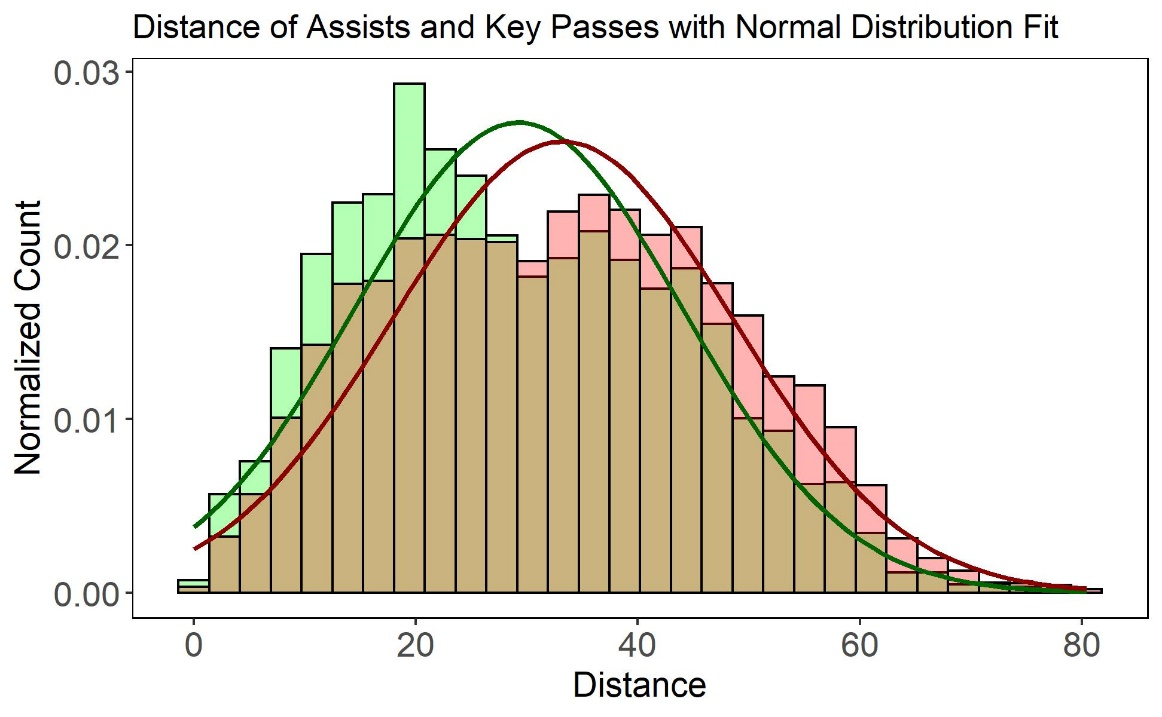 Distance of Assists and Key Passes with Normal Distribution Fit
0.03
0.02
0.01
0.00
Normalized Count
0 20 40 60 80
Distance